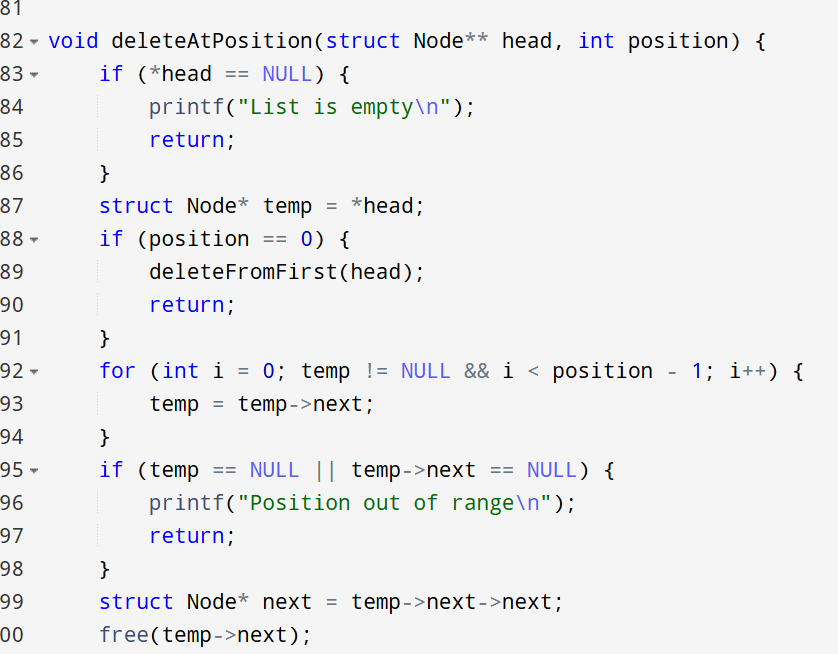 81
82 void deleteAtPosition(struct Node** head, int position) {
83     if (*head == NULL) {
84         printf("List is empty\n");
85         return;
86     }
87     struct Node* temp = *head;
88     if (position == 0) {
89         deleteFromFirst(head);
90         return;
91     }
92     for (int i = 0; temp != NULL && i < position - 1; i++) {
93         temp = temp->next;
94     }
95     if (temp == NULL || temp->next == NULL) {
96         printf("Position out of range\n");
97         return;
98     }
99     struct Node* next = temp->next->next;
00     free(temp->next);